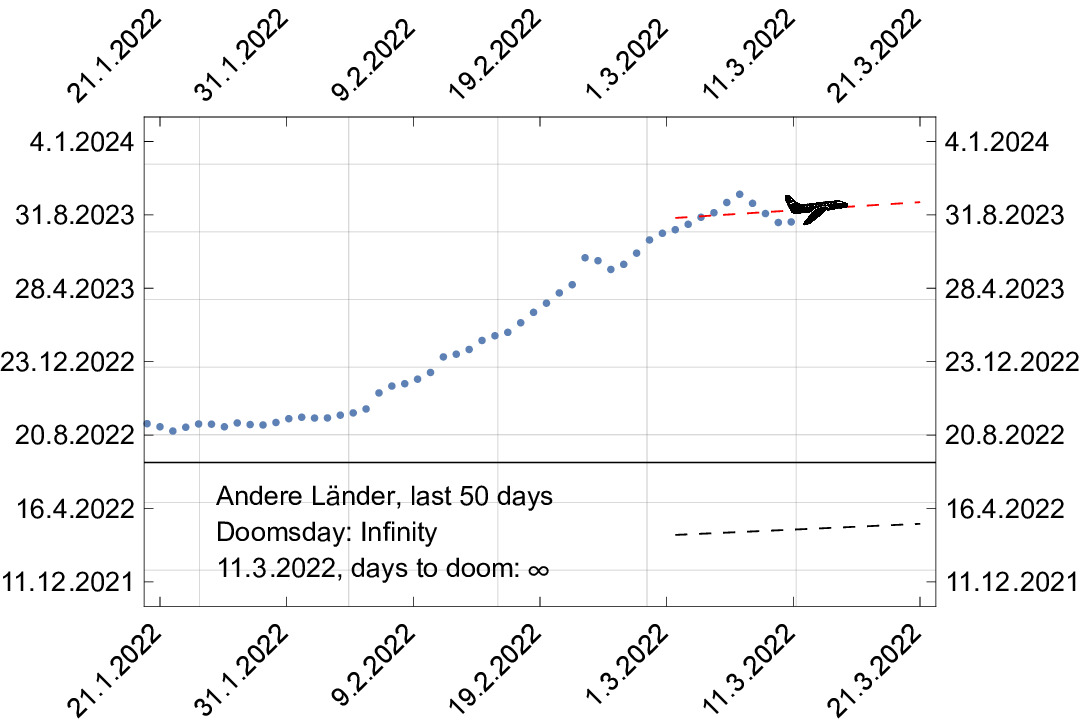 21.1.2022 31.1.2022 9.2.2022 19.2.2022 1.3.2022 11.3.2022 21.3.2022
4.1.2024 4.1.2024
31.8.2023 31.8.2023
28.4.2023 28.4.2023
23.12.2022 23.12.2022
20.8.2022 20.8.2022
Andere Länder, last 50 days
16.4.2022 16.4.2022
Doomsday: Infinity
11.3.2022, days to doom: ∞
11.12.2021 11.12.2021
21.1.2022 31.1.2022 9.2.2022 19.2.2022 1.3.2022 11.3.2022 21.3.2022